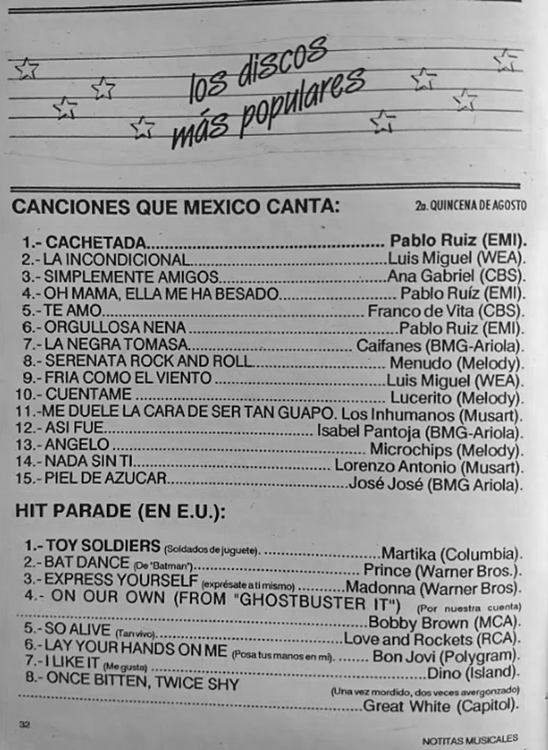 los discos
más populares
CANCIONES QUE MEXICO CANTA: 2a. QUINCENA DE AGOSTO
1.- CACHETADA........................................ Pablo Ruiz (EMI).
2.- LA INCONDICIONAL........................................ Luis Miguel (WEA).
3.- SIMPLEMENTE AMIGOS................................ Ana Gabriel (CBS).
4.- OH MAMA, ELLA ME HA BESADO....................... Pablo Ruíz (EMI).
5.- TE AMO........................................ Franco de Vita (CBS).
6.- ORGULLOSA NENA ........................................ Pablo Ruiz (EMI).
7.- LA NEGRA TOMASA................................ Caifanes (BMG-Ariola).
8.- SERENATA ROCK AND ROLL....................... Menudo (Melody).
9.- FRIA COMO EL VIENTO ............................ Luis Miguel (WEA).
10.- CUENTAME ........................................ Lucerito (Melody).
11.-ME DUELE LA CARA DE SER TAN GUAPO. Los Inhumanos (Musart).
12.- ASI FUE................................ Isabel Pantoja (BMG-Ariola).
13.- ANGELO ........................................ Microchips (Melody).
14.- NADA SIN TI................................ Lorenzo Antonio (Musart).
15.- PIEL DE AZUCAR............................ José José (BMG Ariola).
HIT PARADE (EN E.U.):
1.- TOY SOLDIERS (Soldados de juguete). .....................Martika (Columbia).
2.- BAT DANCE (De "Batman")............................ Prince (Warner Bros.).
3.- EXPRESS YOURSELF (exprésate a ti mismo) ..........Madonna (Warner Bros).
4.- ON OUR OWN (FROM "GHOSTBUSTER IT") (Por nuestra cuenta)
........................................Bobby Brown (MCA).
5.- SO ALIVE (Tan vivo)............................Love and Rockets (RCA).
6.- LAY YOUR HANDS ON ME (Posa tus manos en mí). ....... Bon Jovi (Polygram).
7.- I LIKE IT (Me gusta) ........................................Dino (Island).
8.- ONCE BITTEN, TWICE SHY (Una vez mordido, dos veces avergonzado)
........................................Great White (Capitol).
32
NOTITAS MUSICALES